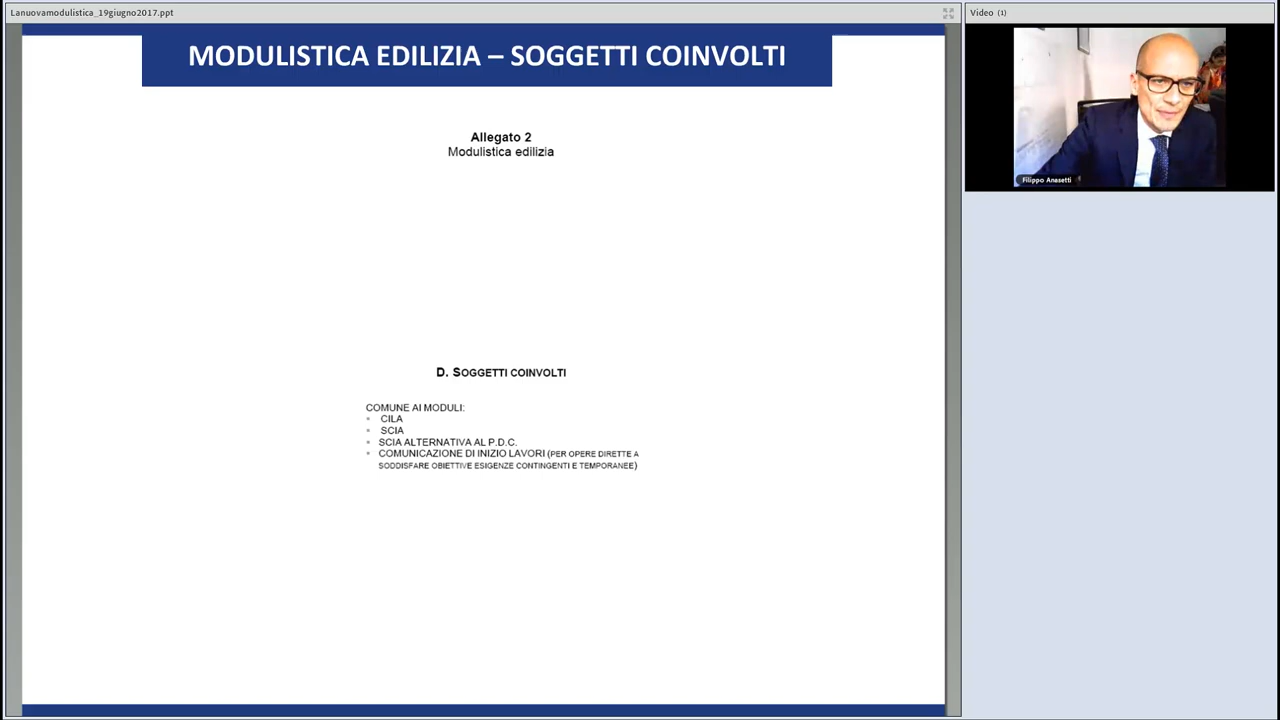 Lanuovamodulistica_19giugno2017.ppt
Video (1)
MODULISTICA EDILIZIA – SOGGETTI COINVOLTI
Filippo Anasetti
Allegato 2
Modulistica edilizia
D. SOGGETTI COINVOLTI
COMUNE AI MODULI:
▪ CILA
▪ SCIA
▪ SCIA ALTERNATIVA AL P.D.C.
▪ COMUNICAZIONE DI INIZIO LAVORI (PER OPERE DIRETTE A
SODDISFARE OBIETTIVE ESIGENZE CONTINGENTI E TEMPORANEE)